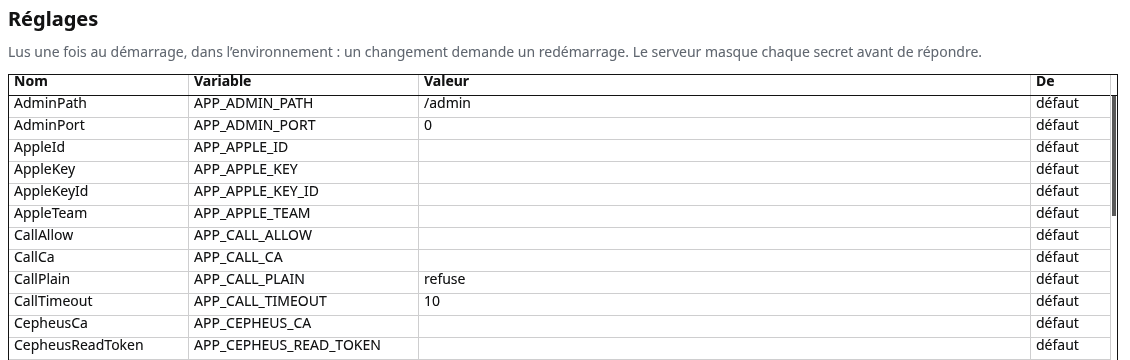 Réglages
Lus une fois au démarrage, dans l’environnement : un changement demande un redémarrage. Le serveur masque chaque secret avant de répondre.
Nom Variable Valeur De
AdminPath APP_ADMIN_PATH /admin défaut
AdminPort APP_ADMIN_PORT 0 défaut
AppleId APP_APPLE_ID défaut
AppleKey APP_APPLE_KEY défaut
AppleKeyId APP_APPLE_KEY_ID défaut
AppleTeam APP_APPLE_TEAM défaut
CallAllow APP_CALL_ALLOW défaut
CallCa APP_CALL_CA défaut
CallPlain APP_CALL_PLAIN refuse défaut
CallTimeout APP_CALL_TIMEOUT 10 défaut
CepheusCa APP_CEPHEUS_CA défaut
CepheusReadToken APP_CEPHEUS_READ_TOKEN défaut